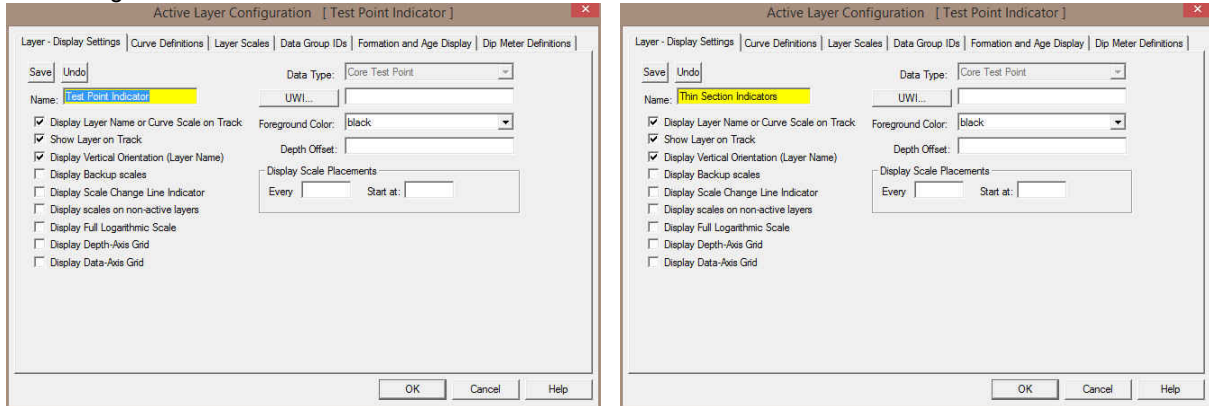 Active Layer Configuration [ Test Point Indicator ]
Layer - Display Settings Curve Definitions Layer Scales Data Group IDs Formation and Age Display Dip Meter Definitions
Save Undo Data Type: Core Test Point
Name: Test Point Indicator UWI...
Display Layer Name or Curve Scale on Track Foreground Color: black
Show Layer on Track
Depth Offset:
Display Vertical Orientation (Layer Name)
Display Backup scales Display Scale Placements
Display Scale Change Line Indicator Every Start at:
Display scales on non-active layers
Display Full Logarithmic Scale
Display Depth-Axis Grid
Display Data-Axis Grid
OK Cancel Help
Active Layer Configuration [ Test Point Indicator ]
Layer - Display Settings Curve Definitions Layer Scales Data Group IDs Formation and Age Display Dip Meter Definitions
Save Undo Data Type: Core Test Point
Name: Thin Section Indicators UWI...
Display Layer Name or Curve Scale on Track Foreground Color: black
Show Layer on Track
Depth Offset:
Display Vertical Orientation (Layer Name)
Display Backup scales Display Scale Placements
Display Scale Change Line Indicator Every Start at:
Display scales on non-active layers
Display Full Logarithmic Scale
Display Depth-Axis Grid
Display Data-Axis Grid
OK Cancel Help